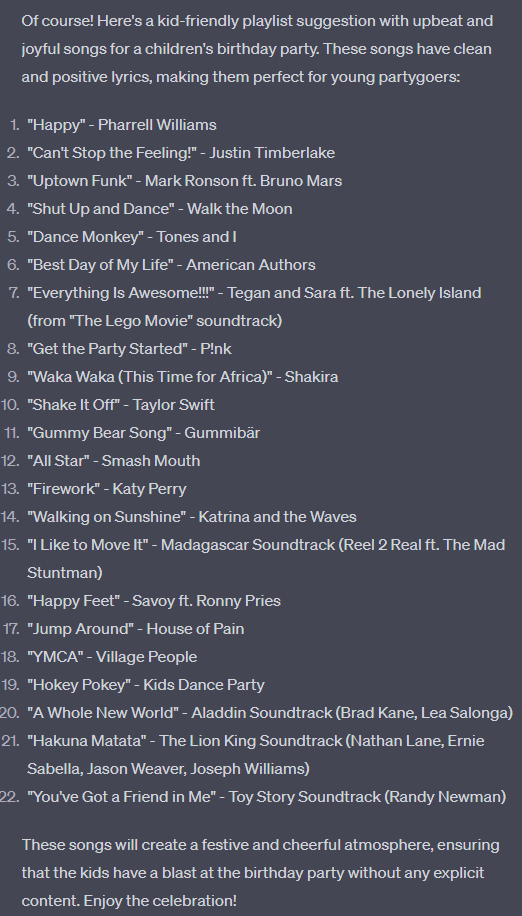 Of course! Here's a kid-friendly playlist suggestion with upbeat and
joyful songs for a children's birthday party. These songs have clean
and positive lyrics, making them perfect for young partygoers:
1. "Happy" - Pharrell Williams
2. "Can't Stop the Feeling!" - Justin Timberlake
3. "Uptown Funk" - Mark Ronson ft. Bruno Mars
4. "Shut Up and Dance" - Walk the Moon
5. "Dance Monkey" - Tones and I
6. "Best Day of My Life" - American Authors
7. "Everything Is Awesome!!!" - Tegan and Sara ft. The Lonely Island
(from "The Lego Movie" soundtrack)
8. "Get the Party Started" - P!nk
9. "Waka Waka (This Time for Africa)" - Shakira
10. "Shake It Off" - Taylor Swift
11. "Gummy Bear Song" - Gummibär
12. "All Star" - Smash Mouth
13. "Firework" - Katy Perry
14. "Walking on Sunshine" - Katrina and the Waves
15. "I Like to Move It" - Madagascar Soundtrack (Reel 2 Real ft. The Mad
Stuntman)
16. "Happy Feet" - Savoy ft. Ronny Pries
17. "Jump Around" - House of Pain
18. "YMCA" - Village People
19. "Hokey Pokey" - Kids Dance Party
20. "A Whole New World" - Aladdin Soundtrack (Brad Kane, Lea Salonga)
21. "Hakuna Matata" - The Lion King Soundtrack (Nathan Lane, Ernie
Sabella, Jason Weaver, Joseph Williams)
22. "You've Got a Friend in Me" - Toy Story Soundtrack (Randy Newman)
These songs will create a festive and cheerful atmosphere, ensuring
that the kids have a blast at the birthday party without any explicit
content. Enjoy the celebration!